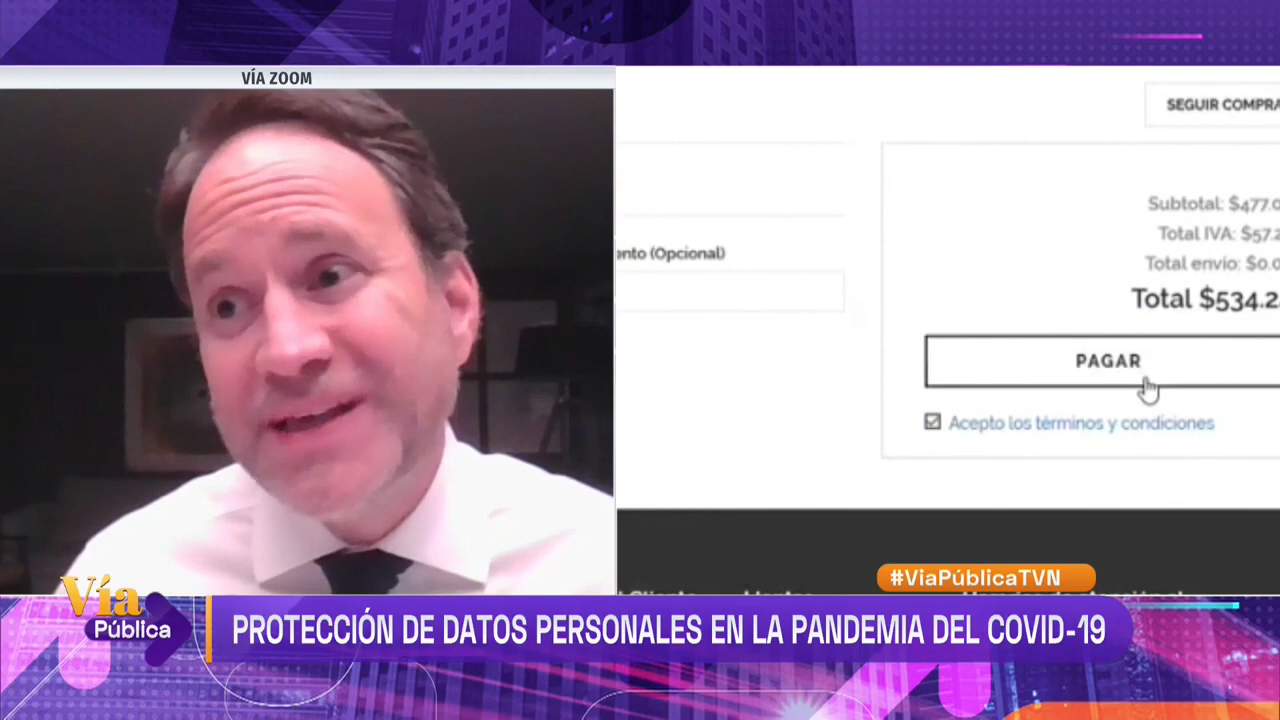 VÍA ZOOM
SEGUIR COMPRA
Subtotal: $477.0
Total IVA: $57.2
Total envío: $0.0
Total $534.2
ento (Opcional)
PAGAR
Acepto los términos y condiciones
#VíaPúblicaTVN
Vía
Pública
PROTECCIÓN DE DATOS PERSONALES EN LA PANDEMIA DEL COVID-19